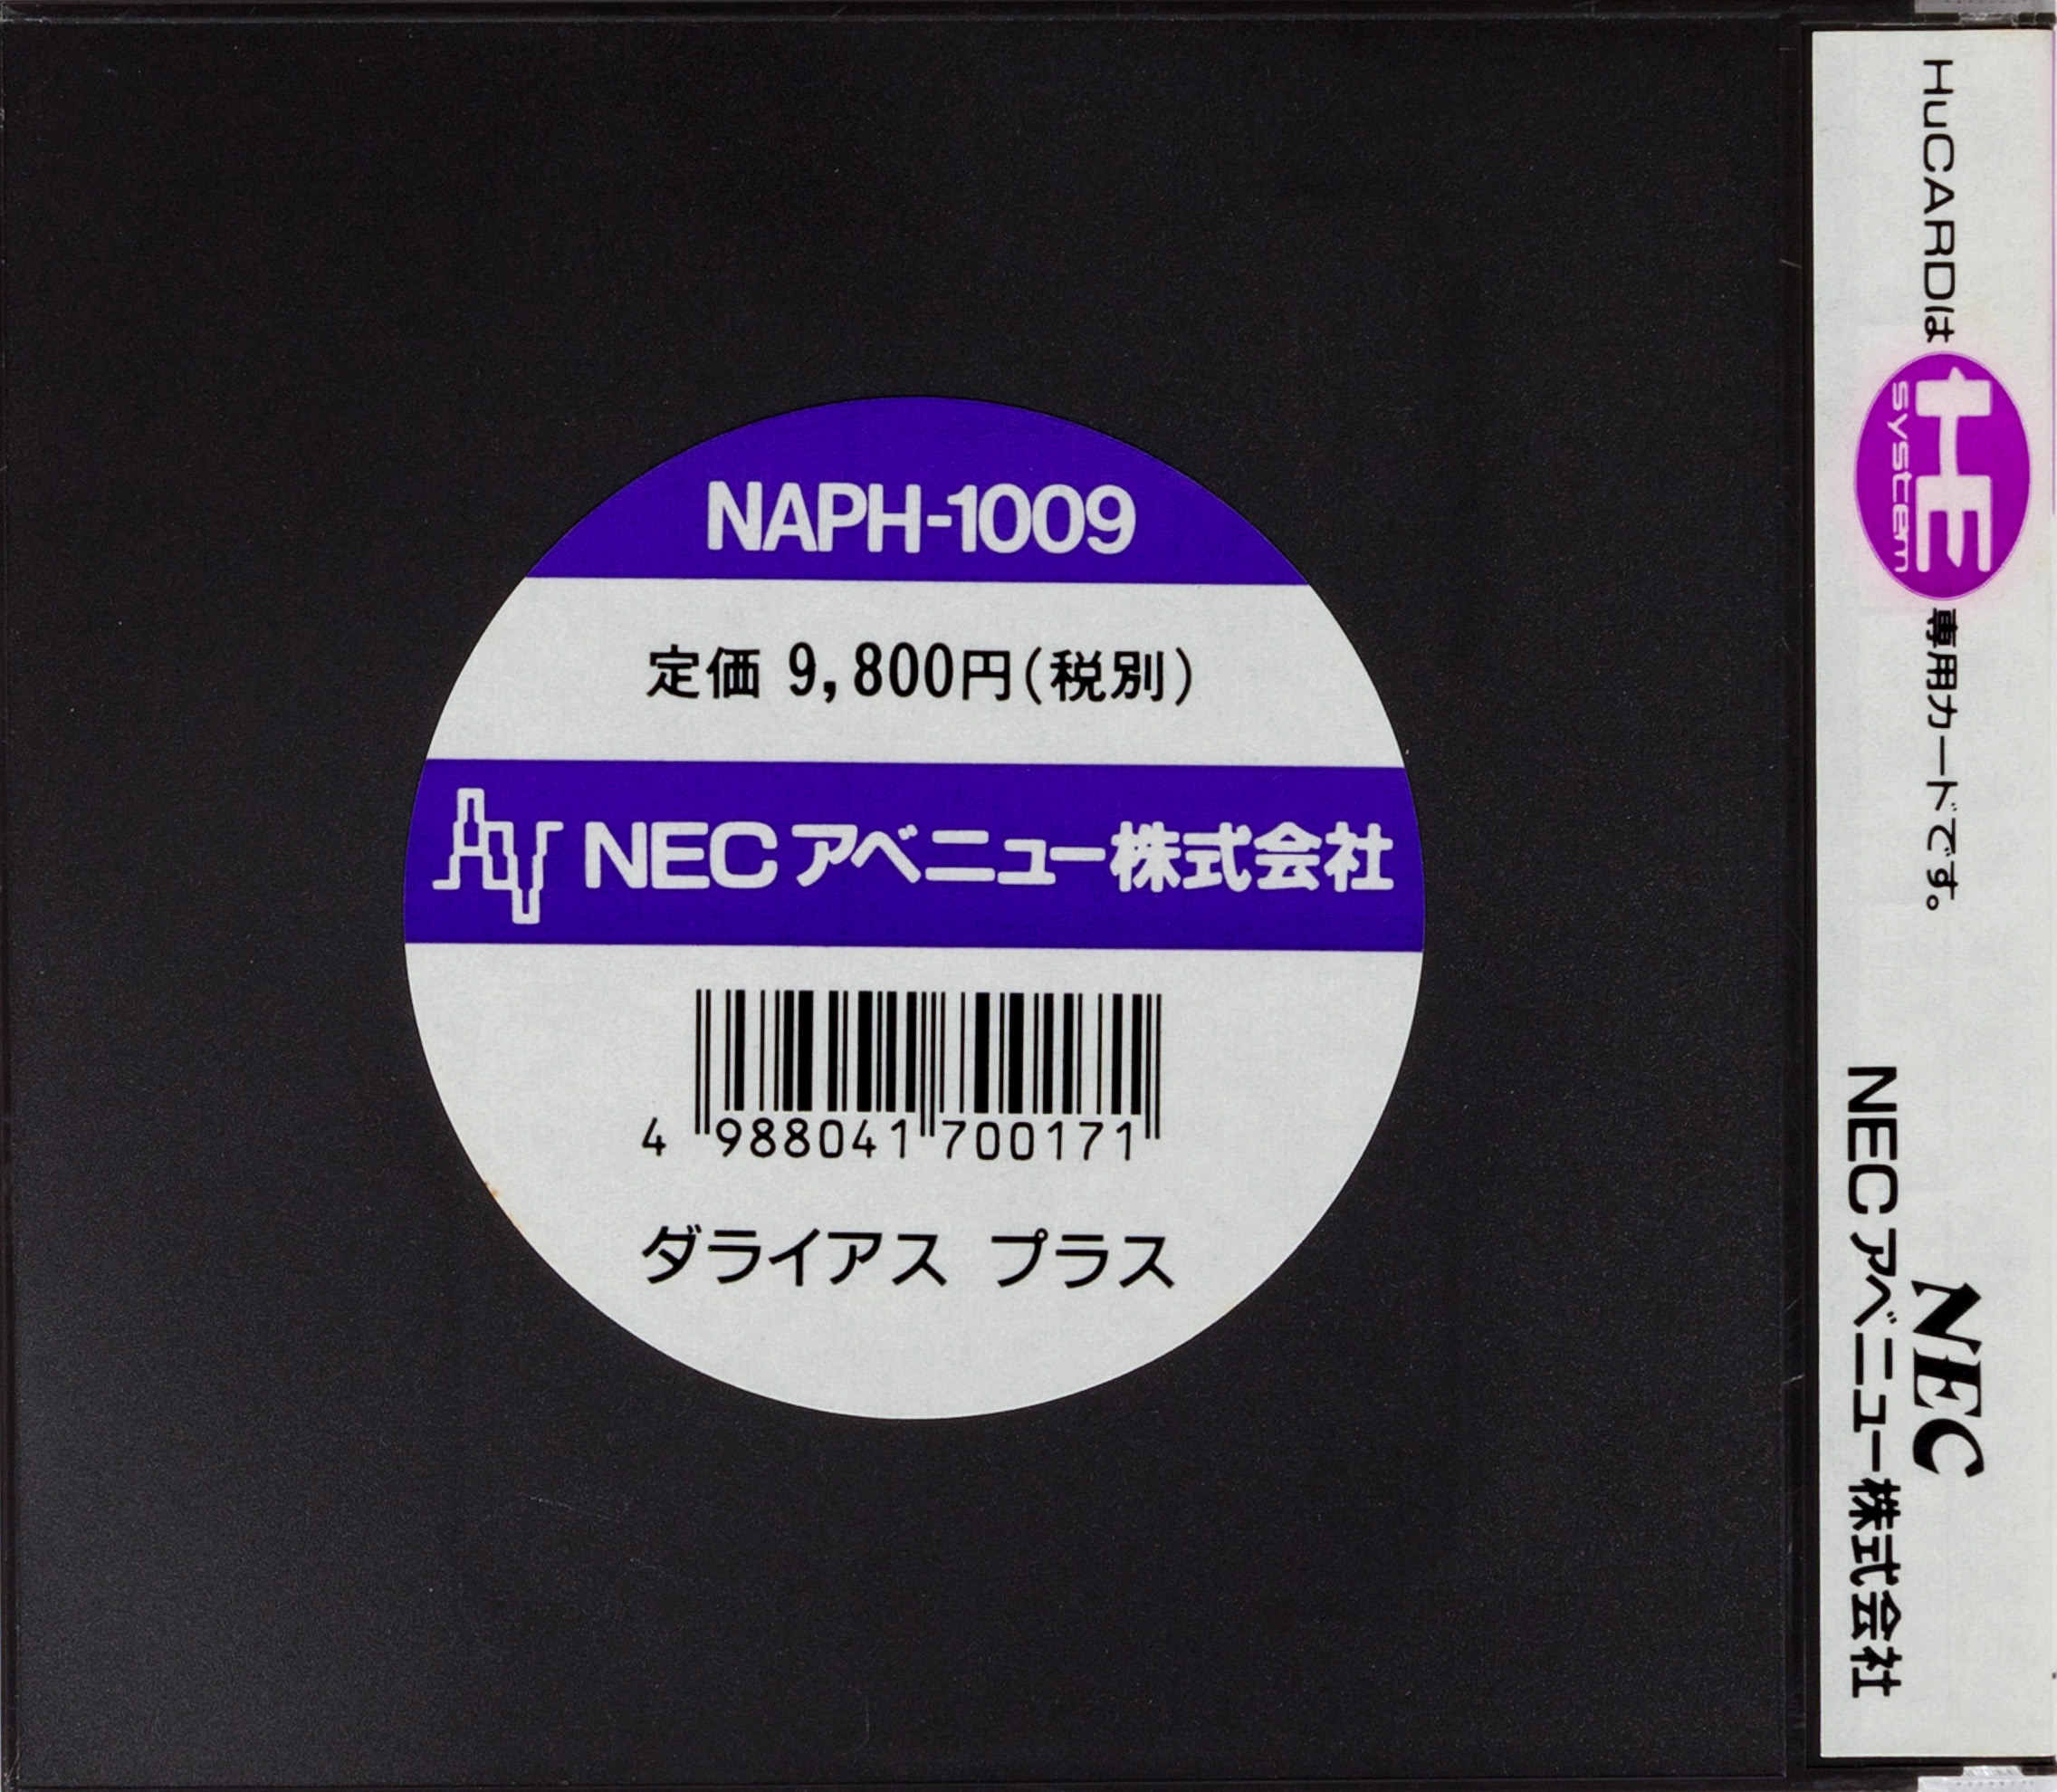 NAPH-1009
定価 9,800円(税別)
NECアベニュー株式会社
4 988041 700171
ダライアス プラス
HuCARDは HE system 専用カードです。
NEC
NECアベニュー株式会社